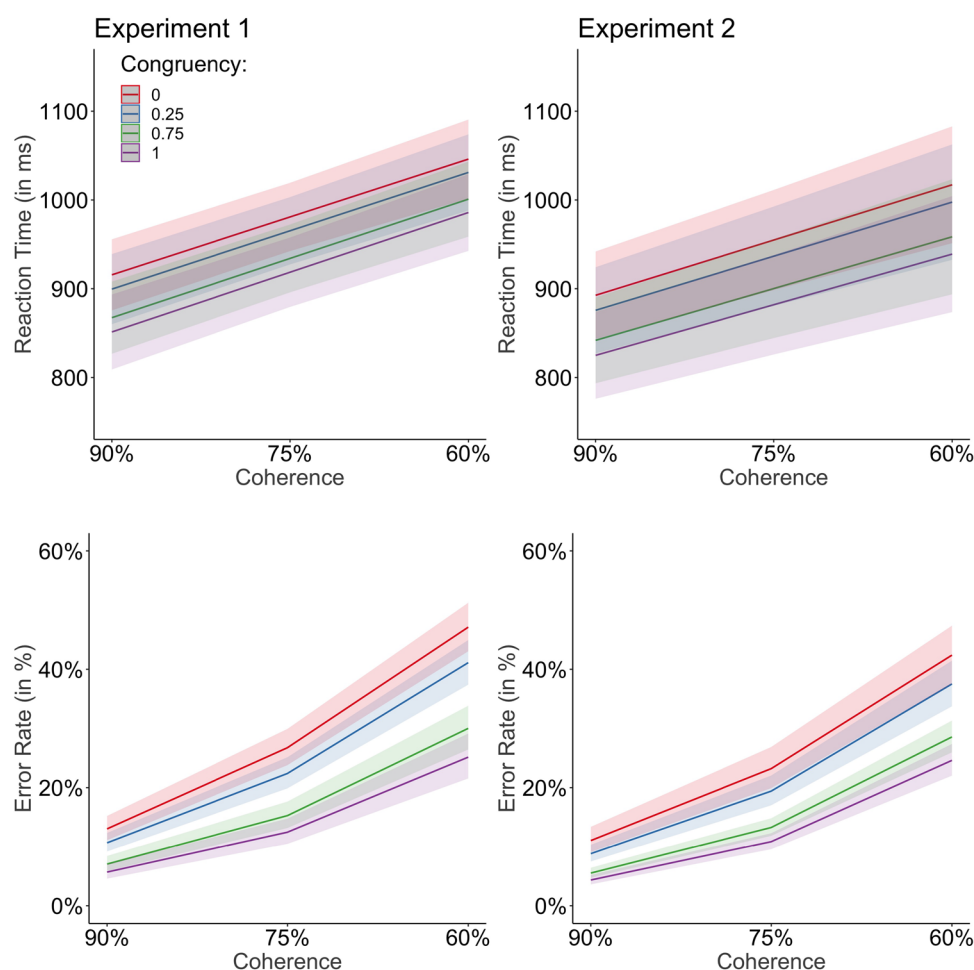 Experiment 1
Congruency:
0
0.25
0.75
1
Reaction Time (in ms)
1100
1000
900
800
90% 75% 60%
Coherence
Experiment 2
Reaction Time (in ms)
1100
1000
900
800
90% 75% 60%
Coherence
Error Rate (in %)
60%
40%
20%
0%
90% 75% 60%
Coherence
Error Rate (in %)
60%
40%
20%
0%
90% 75% 60%
Coherence